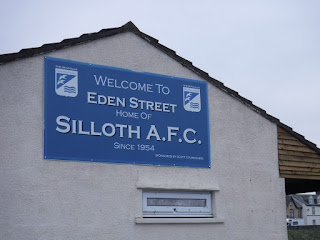 Welcome To
Eden Street
Home Of
Silloth A.F.C.
Since 1954